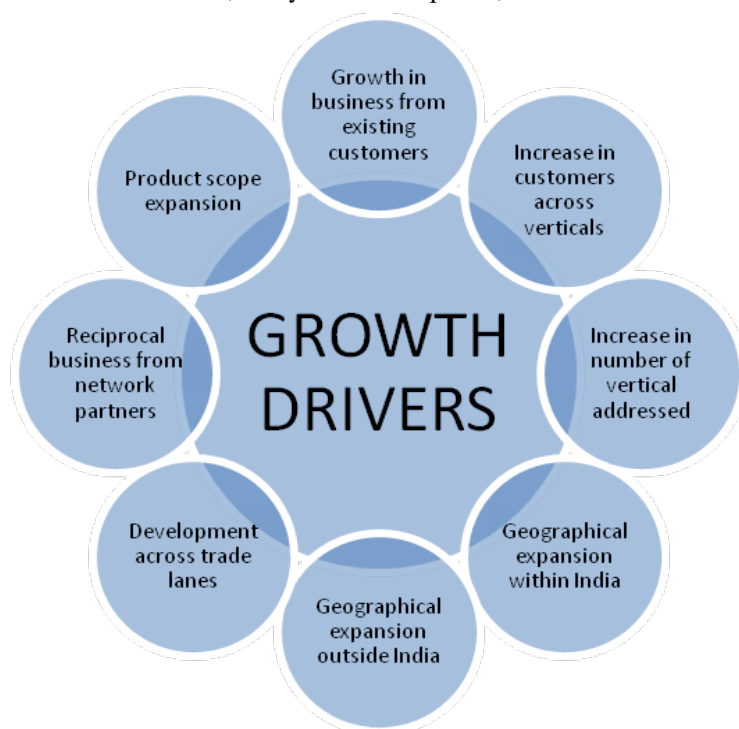 Growth in
business from
existing
customers
Increase in
customers
across
verticals
Increase in
number of
vertical
addressed
Geographical
expansion
within India
Geographical
expansion
outside India
Development
across trade
lanes
Reciprocal
business from
network
partners
Product scope
expansion
GROWTH
DRIVERS